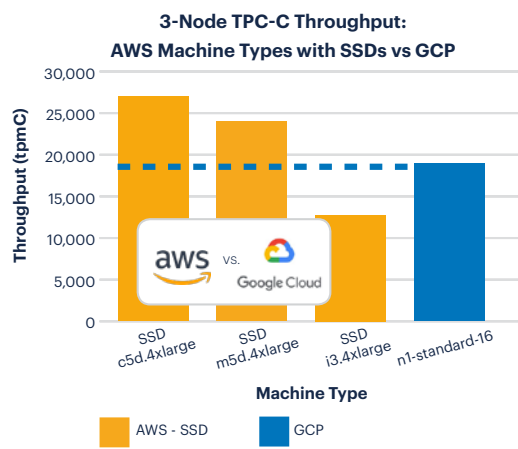 3-Node TPC-C Throughput:
AWS Machine Types with SSDs vs GCP
Throughput (tpmC)
30,000
25,000
20,000
15,000
10,000
5,000
0
aws vs. Google Cloud
SSD
c5d.4xlarge
SSD
m5d.4xlarge
SSD
i3.4xlarge
n1-standard-16
Machine Type
AWS - SSD
GCP